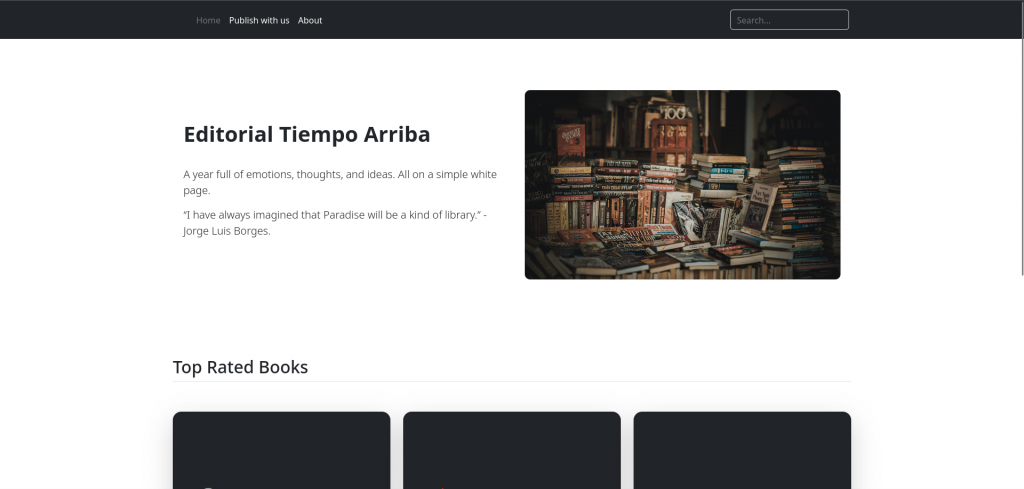 Home Publish with us About Search...
Editorial Tiempo Arriba
A year full of emotions, thoughts, and ideas. All on a simple white
page.
“I have always imagined that Paradise will be a kind of library.” -
Jorge Luis Borges.
100
Top Rated Books